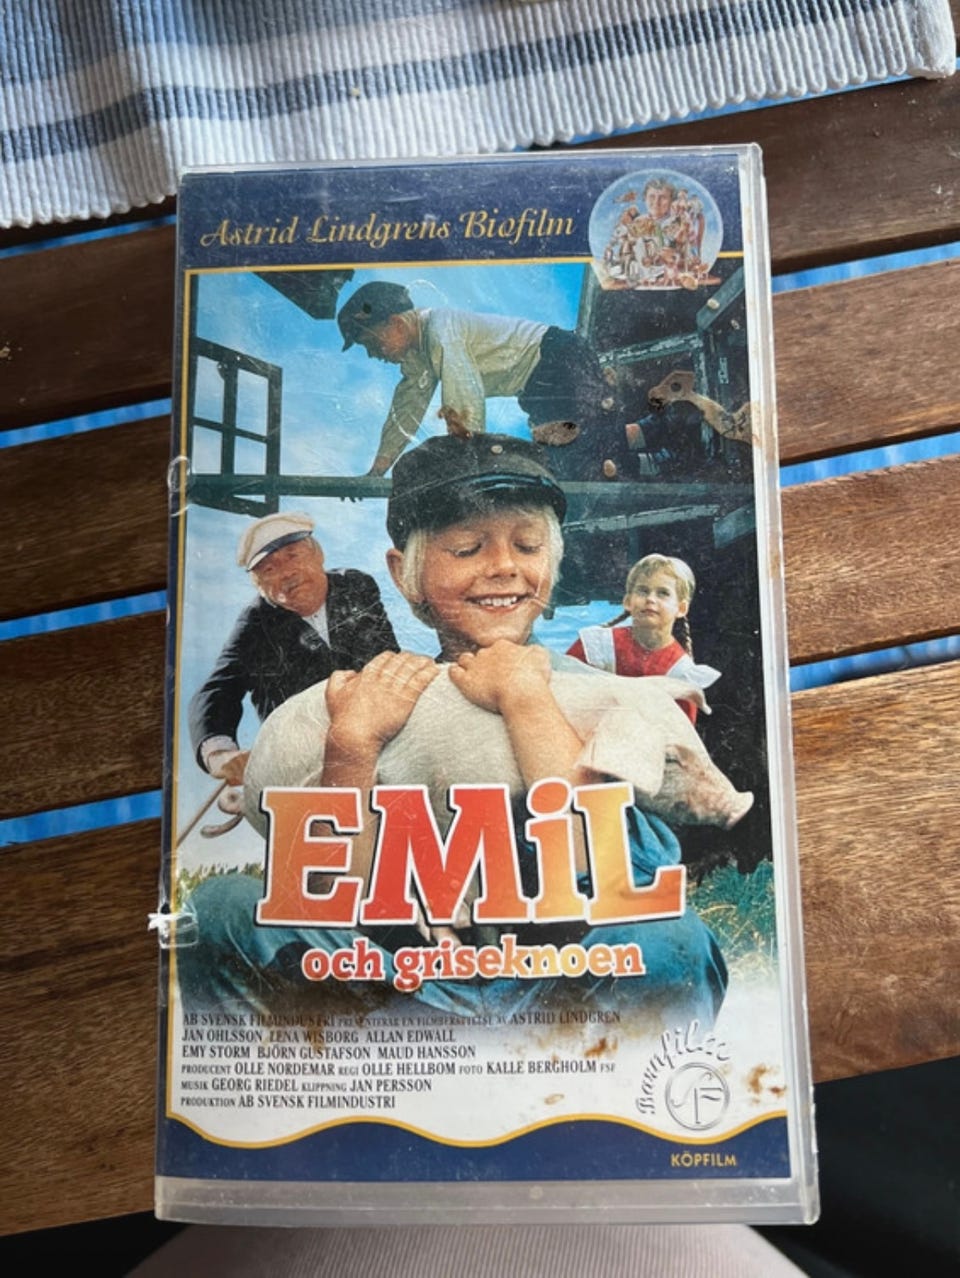 Astrid Lindgrens Biofilm
EMiL
och griseknoen
AB SVENSK FILMINDUSTRI PRESENTERAR EN FILMBERÄTTELSE AV ASTRID LINDGREN
JAN OHLSSON LENA WISBORG ALLAN EDWALL
EMY STORM BJÖRN GUSTAFSON MAUD HANSSON
PRODUCENT OLLE NORDEMAR REGI OLLE HELLBOM FOTO KALLE BERGHOLM FSF
MUSIK GEORG RIEDEL KLIPPNING JAN PERSSON
PRODUKTION AB SVENSK FILMINDUSTRI
Barnfilm
SF
KÖPFILM